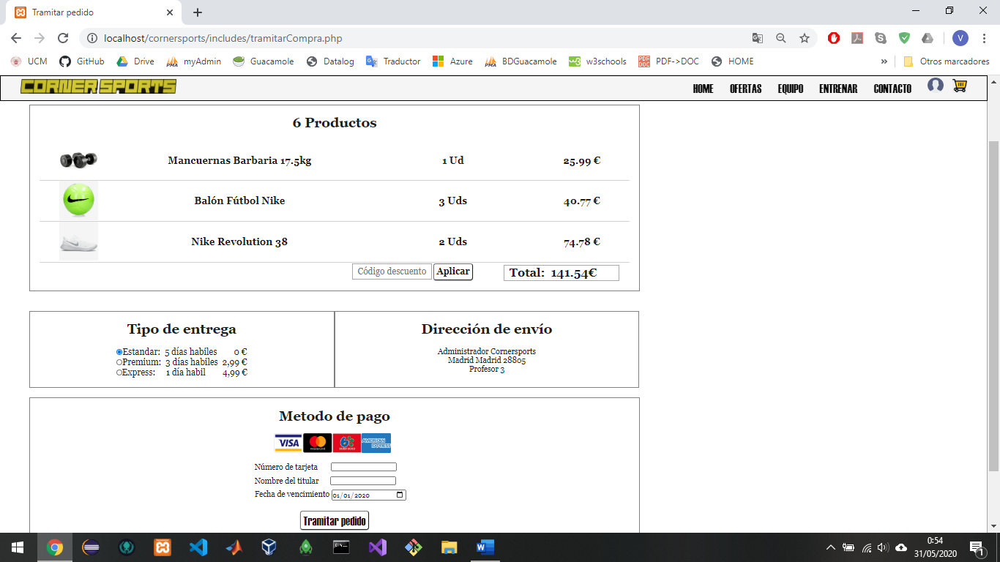 Tramitar pedido
localhost/cornersports/includes/tramitarCompra.php
UCM GitHub Drive myAdmin Guacamole Datalog Traductor Azure BDGuacamole w3schools PDF->DOC HOME » Otros marcadores
CORNER SPORTS HOME OFERTAS EQUIPO ENTRENAR CONTACTO
6 Productos
Mancuernas Barbaria 17.5kg 1 Ud 25.99 €
Balón Fútbol Nike 3 Uds 40.77 €
Nike Revolution 38 2 Uds 74.78 €
Código descuento Aplicar Total: 141.54€
Tipo de entrega
Estandar: 5 días habiles 0 €
Premium: 3 días habiles 2,99 €
Express: 1 día habil 4,99 €
Dirección de envío
Administrador Cornersports
Madrid Madrid 28805
Profesor 3
Metodo de pago
VISA AMERICAN EXPRESS
Número de tarjeta
Nombre del titular
Fecha de vencimiento 01/01/2020
Tramitar pedido
0:54
31/05/2020